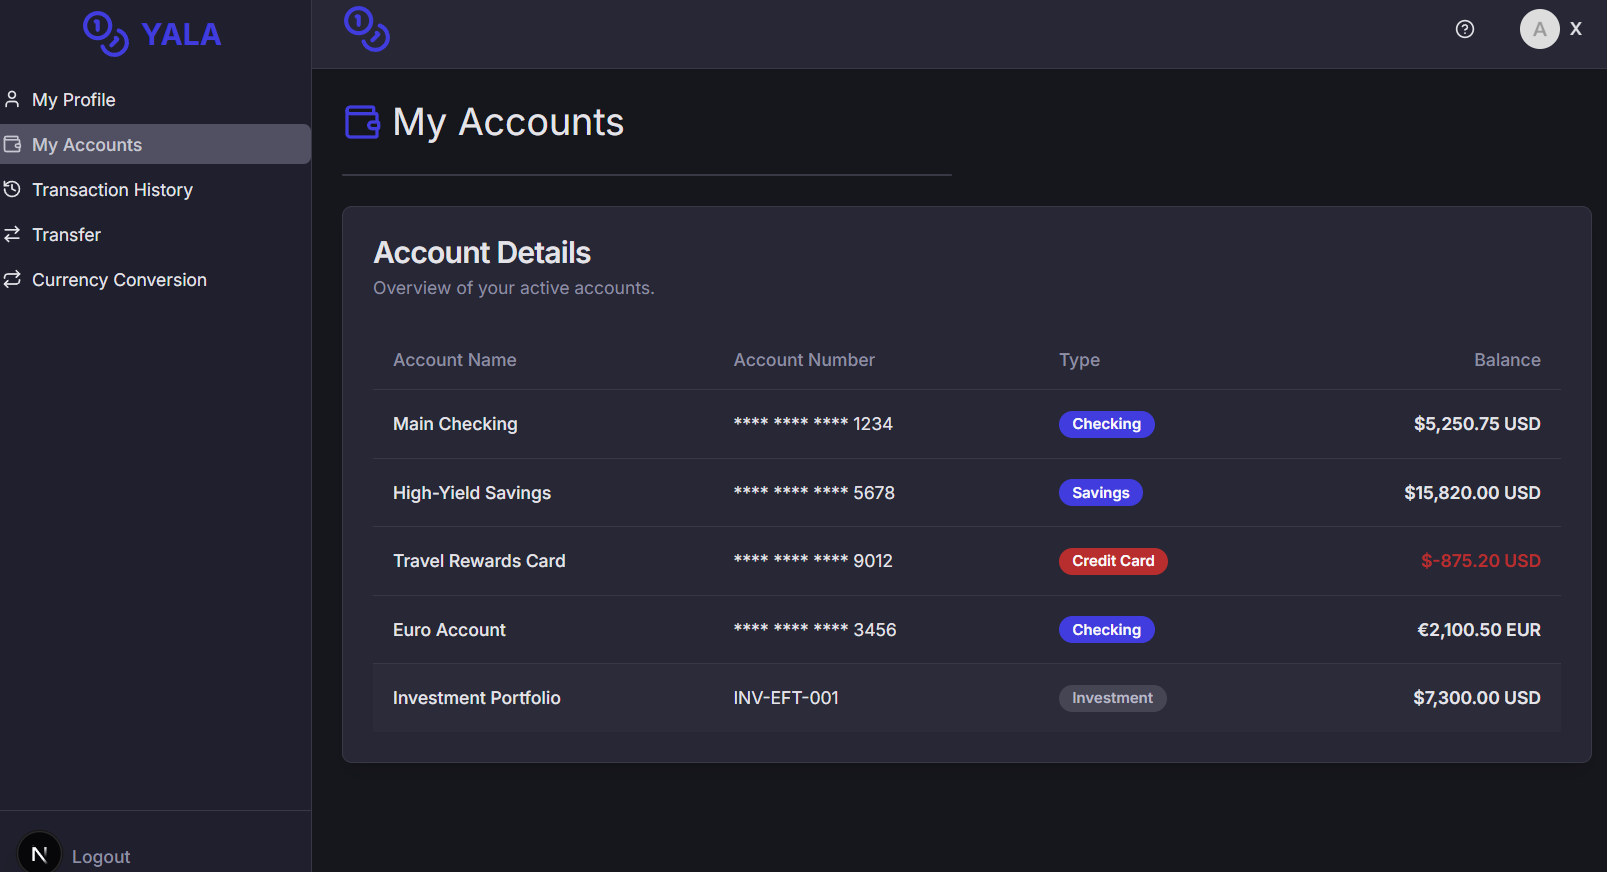 YALA
My Profile
My Accounts
Transaction History
Transfer
Currency Conversion
N
Logout
A X
My Accounts
Account Details
Overview of your active accounts.
Account Name Account Number Type Balance
Main Checking **** **** **** 1234 Checking $5,250.75 USD
High-Yield Savings **** **** **** 5678 Savings $15,820.00 USD
Travel Rewards Card **** **** **** 9012 Credit Card $-875.20 USD
Euro Account **** **** **** 3456 Checking €2,100.50 EUR
Investment Portfolio INV-EFT-001 Investment $7,300.00 USD